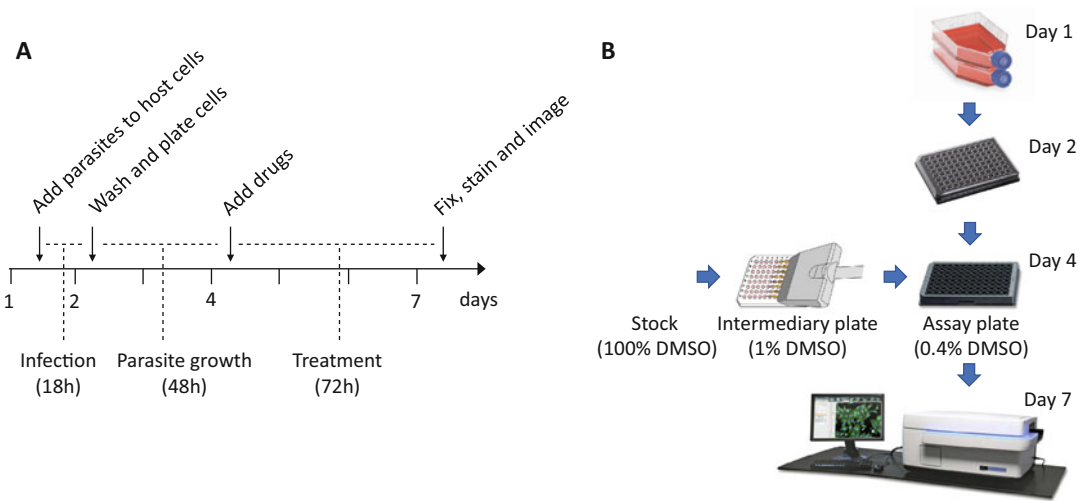 A
Add parasites to host cells
Wash and plate cells
Add drugs
Fix, stain and image
1
2
4
7
days
Infection
(18h)
Parasite growth
(48h)
Treatment
(72h)
B
Day 1
Day 2
Day 4
Stock
(100% DMSO)
Intermediary plate
(1% DMSO)
Assay plate
(0.4% DMSO)
Day 7